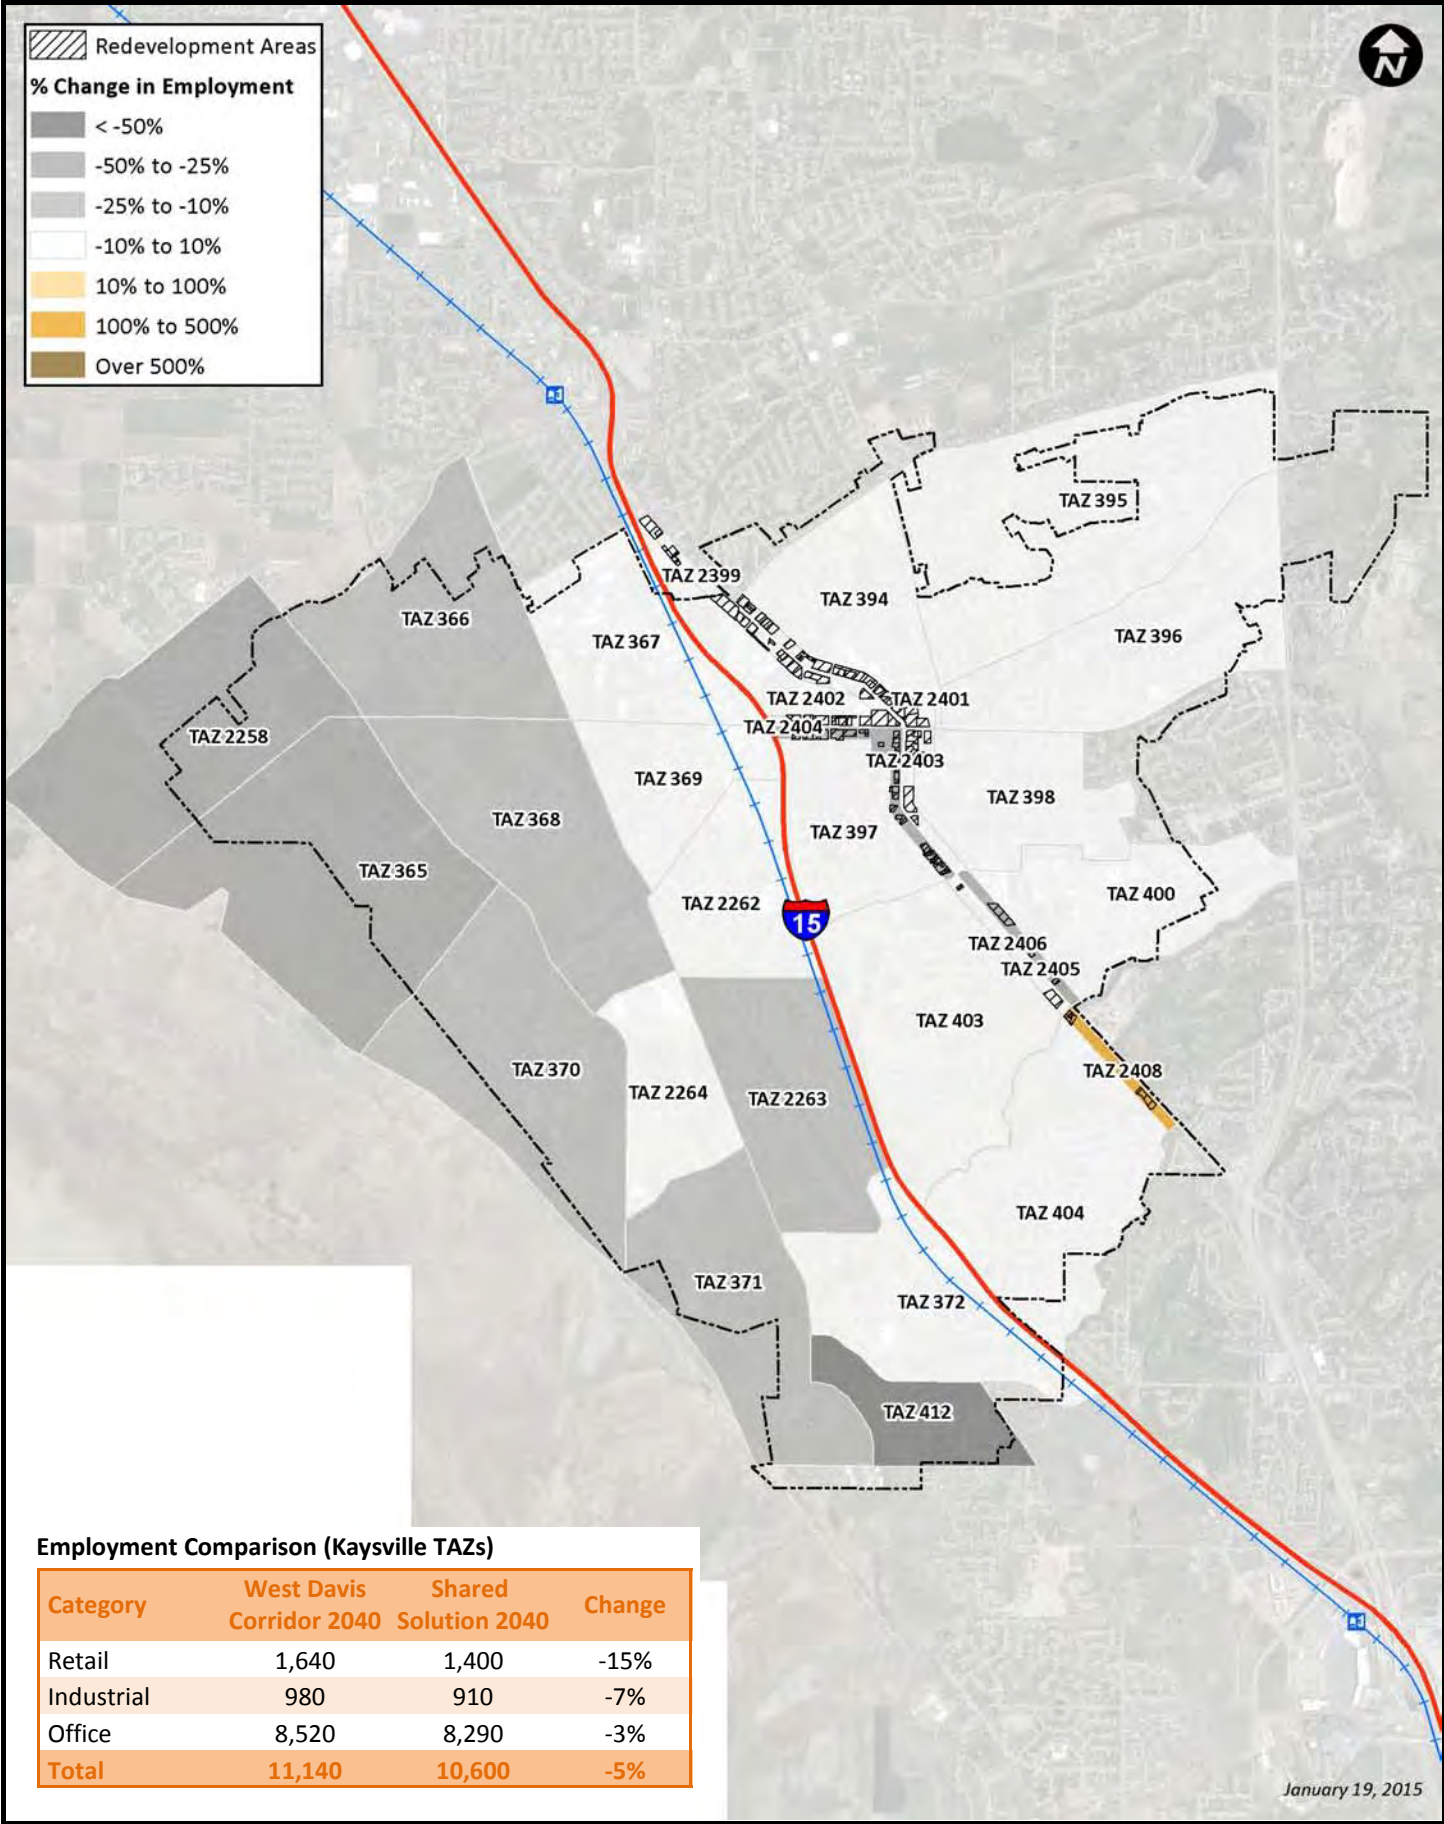 Redevelopment Areas
% Change in Employment
< -50%
-50% to -25%
-25% to -10%
-10% to 10%
10% to 100%
100% to 500%
Over 500%
N
TAZ 395
TAZ 2399
TAZ 394
TAZ 366
TAZ 367
TAZ 396
TAZ 2402
TAZ 2401
TAZ 2404
TAZ 2258
TAZ 2403
TAZ 369
TAZ 398
TAZ 368
TAZ 397
TAZ 365
TAZ 400
TAZ 2262
15
TAZ 2406
TAZ 2405
TAZ 403
TAZ 370
TAZ 2408
TAZ 2264
TAZ 2263
TAZ 404
TAZ 371
TAZ 372
TAZ 412
Employment Comparison (Kaysville TAZs)
Category West Davis Corridor 2040 Shared Solution 2040 Change
Retail 1,640 1,400 -15%
Industrial 980 910 -7%
Office 8,520 8,290 -3%
Total 11,140 10,600 -5%
January 19, 2015